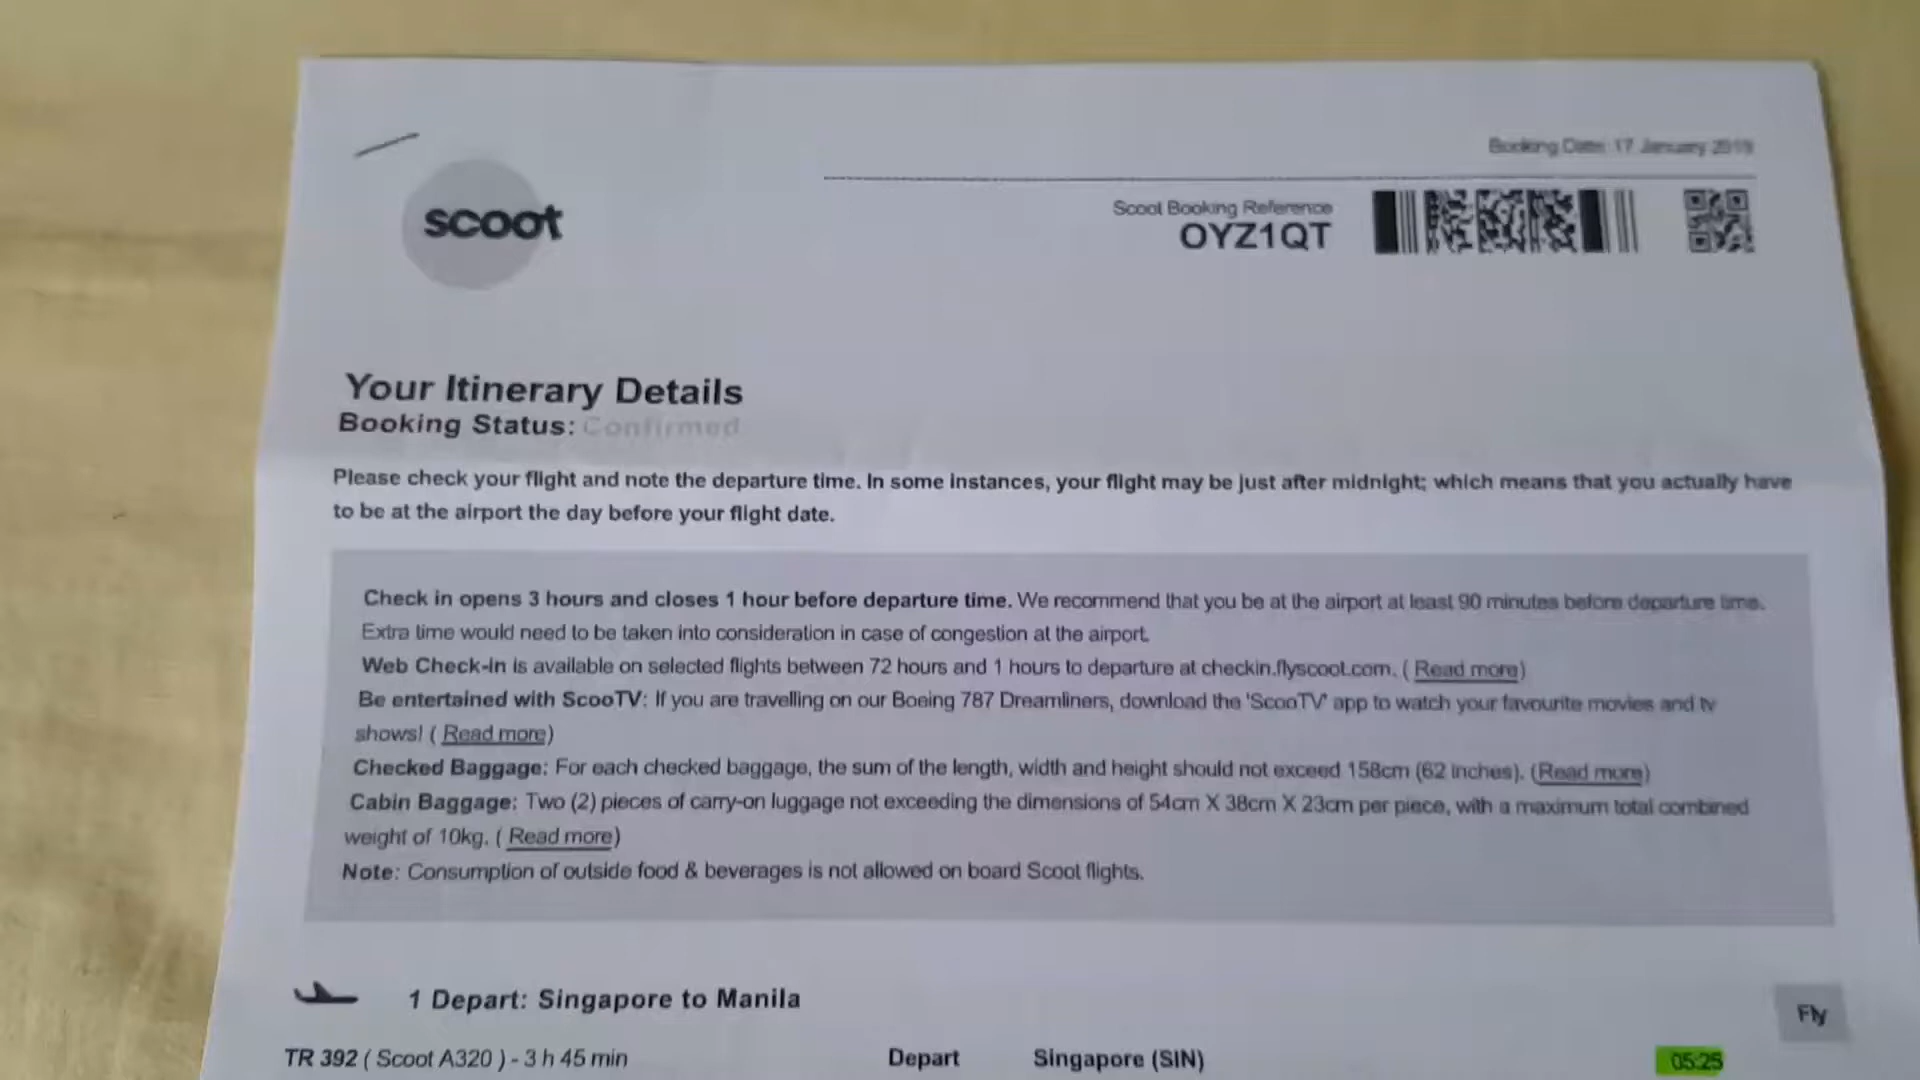 Booking Date: 17 January 2019
scoot
Scoot Booking Reference
OYZ1QT
Your Itinerary Details
Booking Status: Confirmed
Please check your flight and note the departure time. In some instances, your flight may be just after midnight; which means that you actually have
to be at the airport the day before your flight date.
Check in opens 3 hours and closes 1 hour before departure time. We recommend that you be at the airport at least 90 minutes before departure time.
Extra time would need to be taken into consideration in case of congestion at the airport.
Web Check-In is available on selected flights between 72 hours and 1 hours to departure at checkin.flyscoot.com. ( Read more)
Be entertained with ScooTV: If you are travelling on our Boeing 787 Dreamliners, download the 'ScooTV' app to watch your favourite movies and tv
shows! ( Read more)
Checked Baggage: For each checked baggage, the sum of the length, width and height should not exceed 158cm (62 inches). (Read more)
Cabin Baggage: Two (2) pieces of carry-on luggage not exceeding the dimensions of 54cm X 38cm X 23cm per piece, with a maximum total combined
weight of 10kg. ( Read more)
Note: Consumption of outside food & beverages is not allowed on board Scoot flights.
1 Depart: Singapore to Manila
Fly
TR 392 ( Scoot A320 ) - 3 h 45 min Depart Singapore (SIN) 05:25